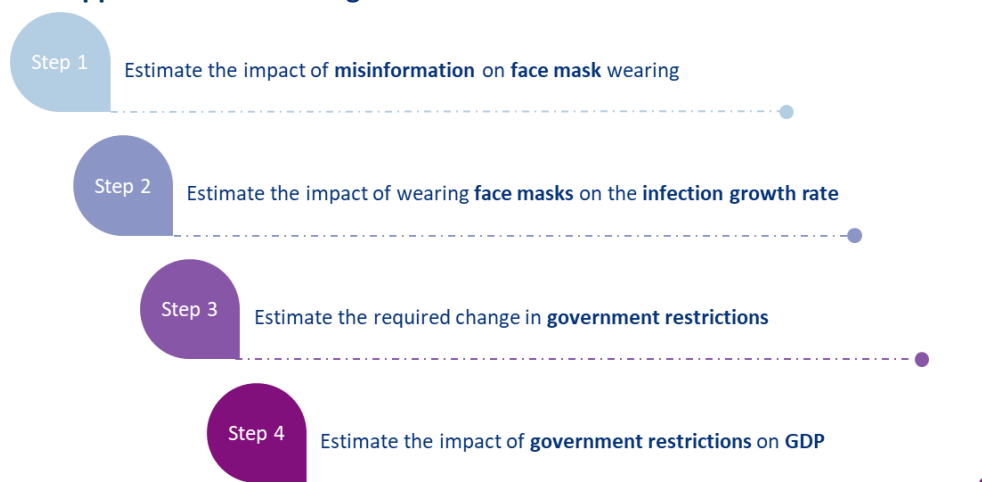 Step 1
Estimate the impact of misinformation on face mask wearing
Step 2
Estimate the impact of wearing face masks on the infection growth rate
Step 3
Estimate the required change in government restrictions
Step 4
Estimate the impact of government restrictions on GDP